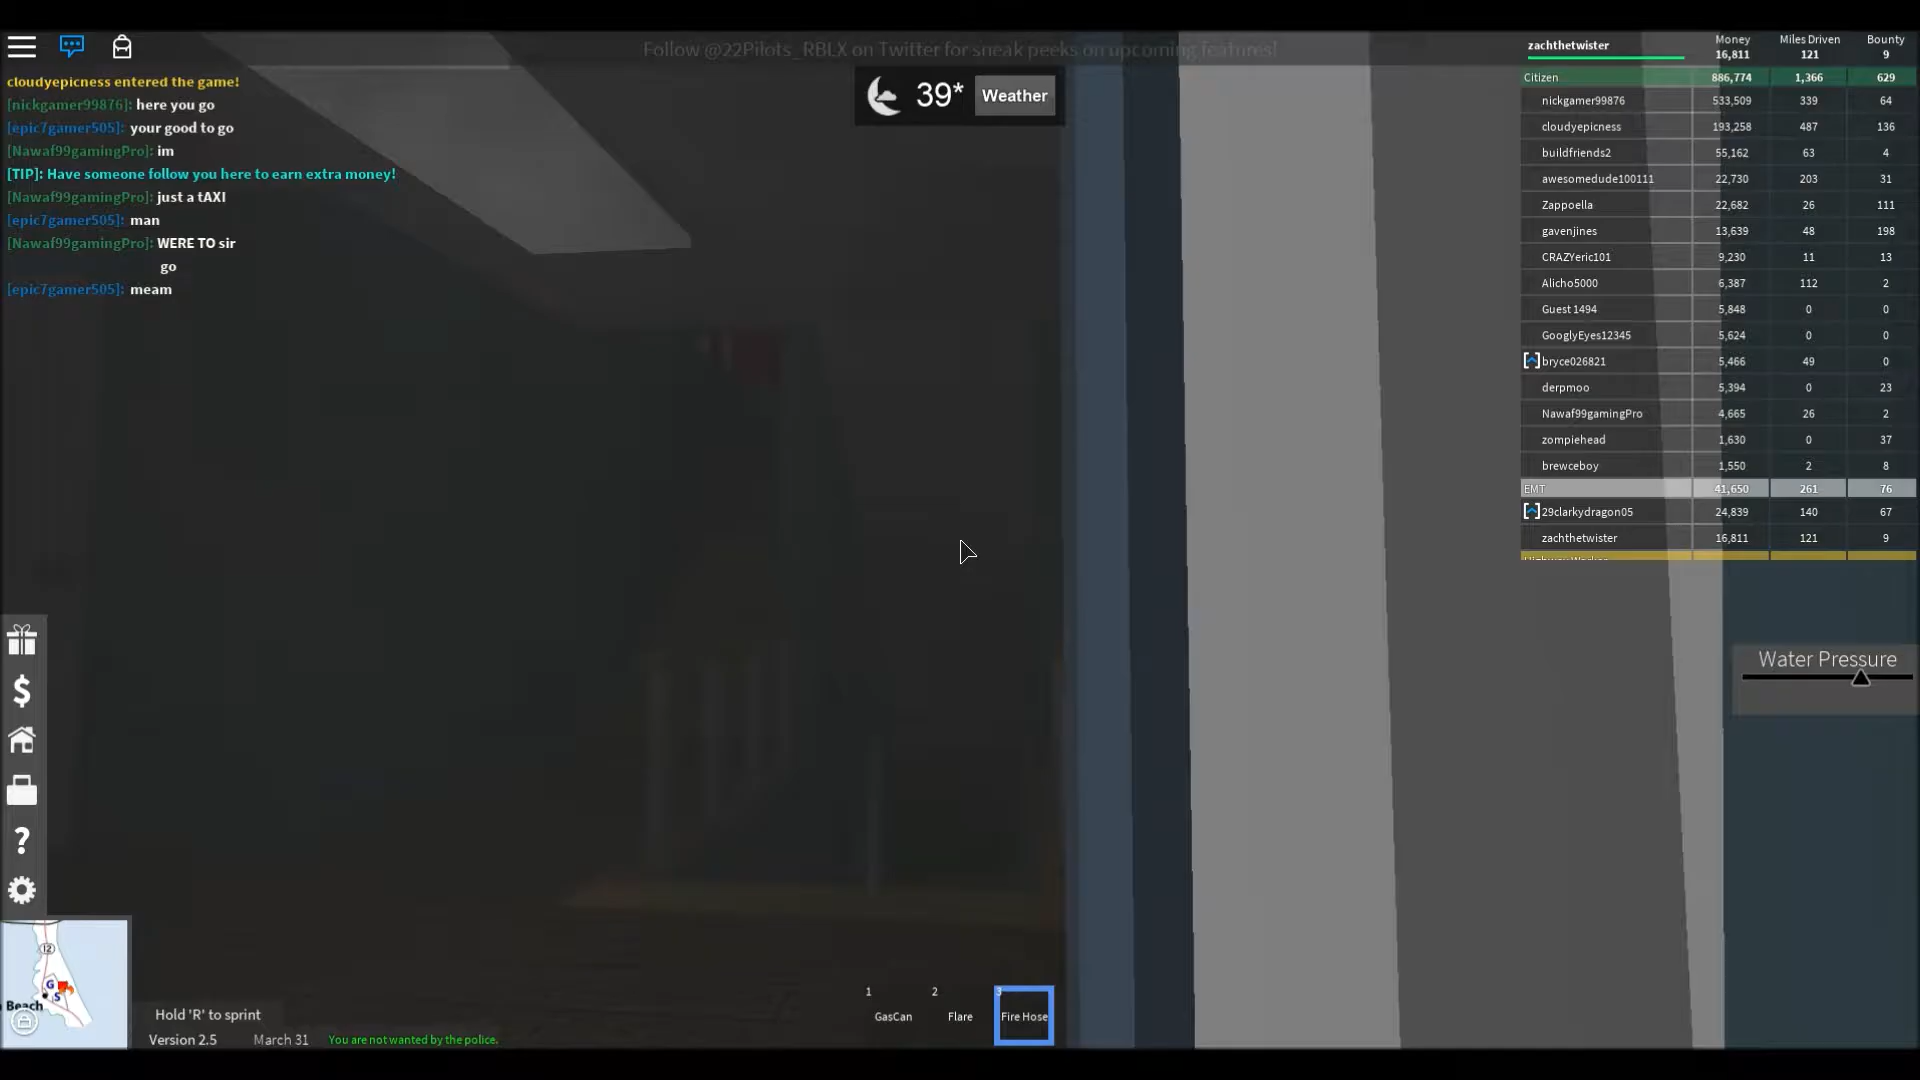 Follow @22Pilots_RBLX on Twitter for sneak peeks on upcoming features!
cloudyepicness entered the game!
[nickgamer99876]: here you go
[epic7gamer505]: your good to go
[Nawaf99gamingPro]: im
[TIP]: Have someone follow you here to earn extra money!
[Nawaf99gamingPro]: just a tAXI
[epic7gamer505]: man
[Nawaf99gamingPro]: WERE TO sir
go
[epic7gamer505]: meam
39* Weather
zachthetwister Money 16,811 Miles Driven 121 Bounty 9
Citizen 886,774 1,366 629
nickgamer99876 533,509 339 64
cloudyepicness 193,258 487 136
buildfriends2 55,162 63 4
awesomedude100111 22,730 203 31
Zappoella 22,682 26 111
gavenjines 13,639 48 198
CRAZYeric101 9,230 11 13
Alicho5000 6,387 112 2
Guest 1494 5,848 0 0
GooglyEyes12345 5,624 0 0
bryce026821 5,466 49 0
derpmoo 5,394 0 23
Nawaf99gamingPro 4,665 26 2
zompiehead 1,630 0 37
brewceboy 1,550 2 8
EMT 41,650 261 76
29clarkydragon05 24,839 140 67
zachthetwister 16,811 121 9
Highway Worker
Water Pressure
$
?
12
G
S
Beach
Hold 'R' to sprint
Version 2.5 March 31 You are not wanted by the police.
1 GasCan
2 Flare
3 Fire Hose